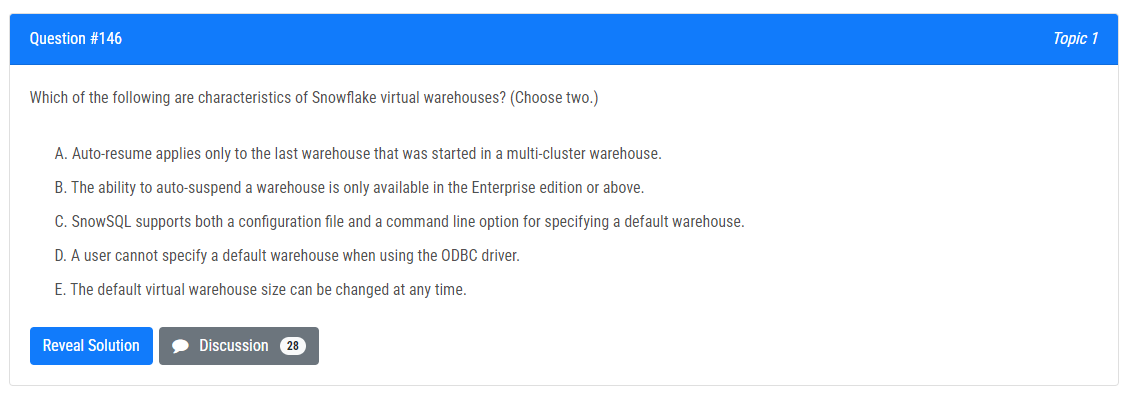 Question #146
Topic 1
Which of the following are characteristics of Snowflake virtual warehouses? (Choose two.)
A. Auto-resume applies only to the last warehouse that was started in a multi-cluster warehouse.
B. The ability to auto-suspend a warehouse is only available in the Enterprise edition or above.
C. SnowSQL supports both a configuration file and a command line option for specifying a default warehouse.
D. A user cannot specify a default warehouse when using the ODBC driver.
E. The default virtual warehouse size can be changed at any time.
Reveal Solution
Discussion 28